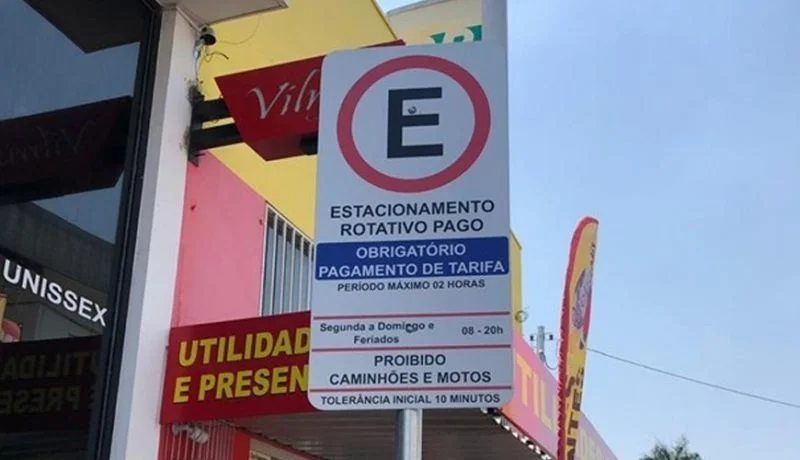 E
ESTACIONAMENTO
ROTATIVO PAGO
OBRIGATÓRIO
PAGAMENTO DE TARIFA
PERÍODO MÁXIMO 02 HORAS
Segunda a Domingo e 08 - 20h
Feriados
PROIBIDO
CAMINHÕES E MOTOS
TOLERÂNCIA INICIAL 10 MINUTOS
UNISSEX
UTILIDAD
E PRESEN